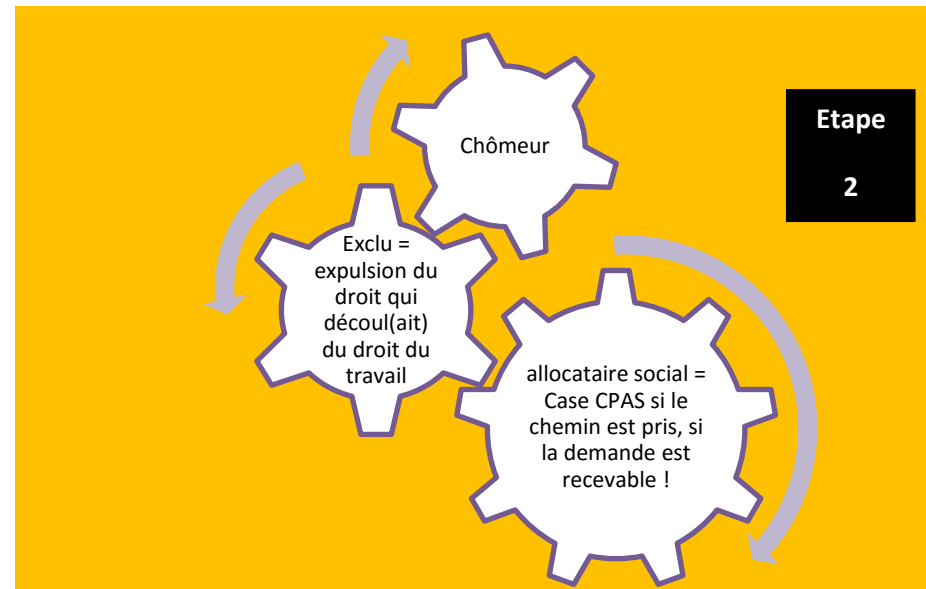 Chômeur
Etape
2
Exclu =
expulsion du
droit qui
découl(ait)
du droit du
travail
allocataire social =
Case CPAS si le
chemin est pris, si
la demande est
recevable !